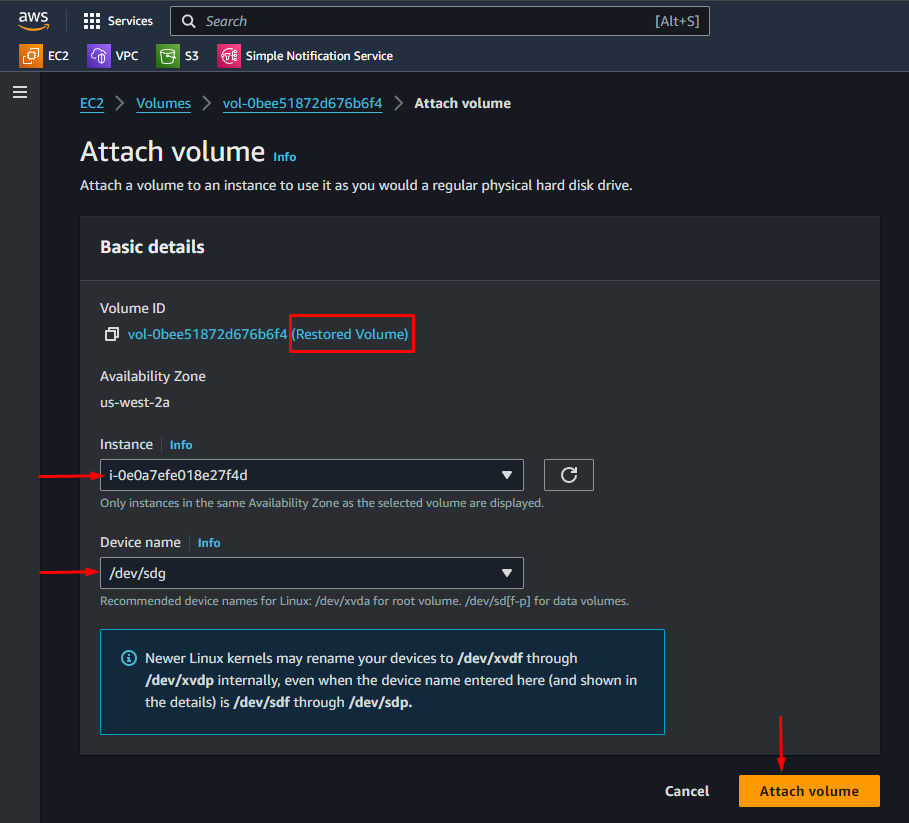 aws
Services
Search [Alt+S]
EC2 VPC S3 Simple Notification Service
EC2 > Volumes > vol-0bee51872d676b6f4 > Attach volume
Attach volume Info
Attach a volume to an instance to use it as you would a regular physical hard disk drive.
Basic details
Volume ID
vol-0bee51872d676b6f4 (Restored Volume)
Availability Zone
us-west-2a
Instance Info
i-0e0a7efe018e27f4d
Only instances in the same Availability Zone as the selected volume are displayed.
Device name Info
/dev/sdg
Recommended device names for Linux: /dev/xvda for root volume. /dev/sd[f-p] for data volumes.
Newer Linux kernels may rename your devices to /dev/xvdf through
/dev/xvdp internally, even when the device name entered here (and shown in
the details) is /dev/sdf through /dev/sdp.
Cancel Attach volume